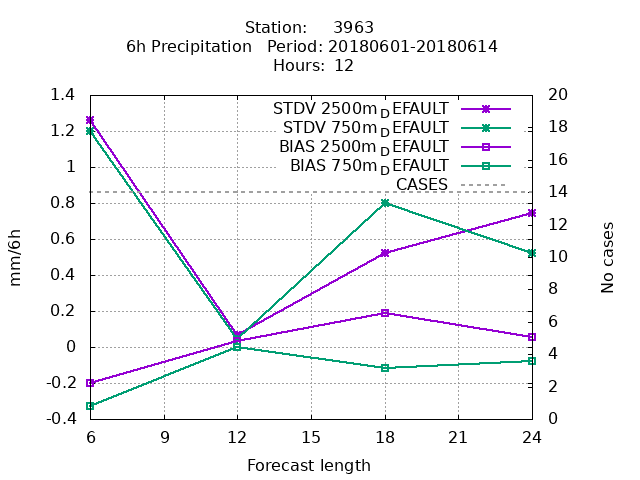 Station: 3963
6h Precipitation Period: 20180601-20180614
Hours: 12
STDV 2500m_DEFAULT
STDV 750m_DEFAULT
BIAS 2500m_DEFAULT
BIAS 750m_DEFAULT
CASES
1.4
1.2
1
0.8
0.6
0.4
0.2
0
-0.2
-0.4
mm/6h
20
18
16
14
12
10
8
6
4
2
0
No cases
6 9 12 15 18 21 24
Forecast length